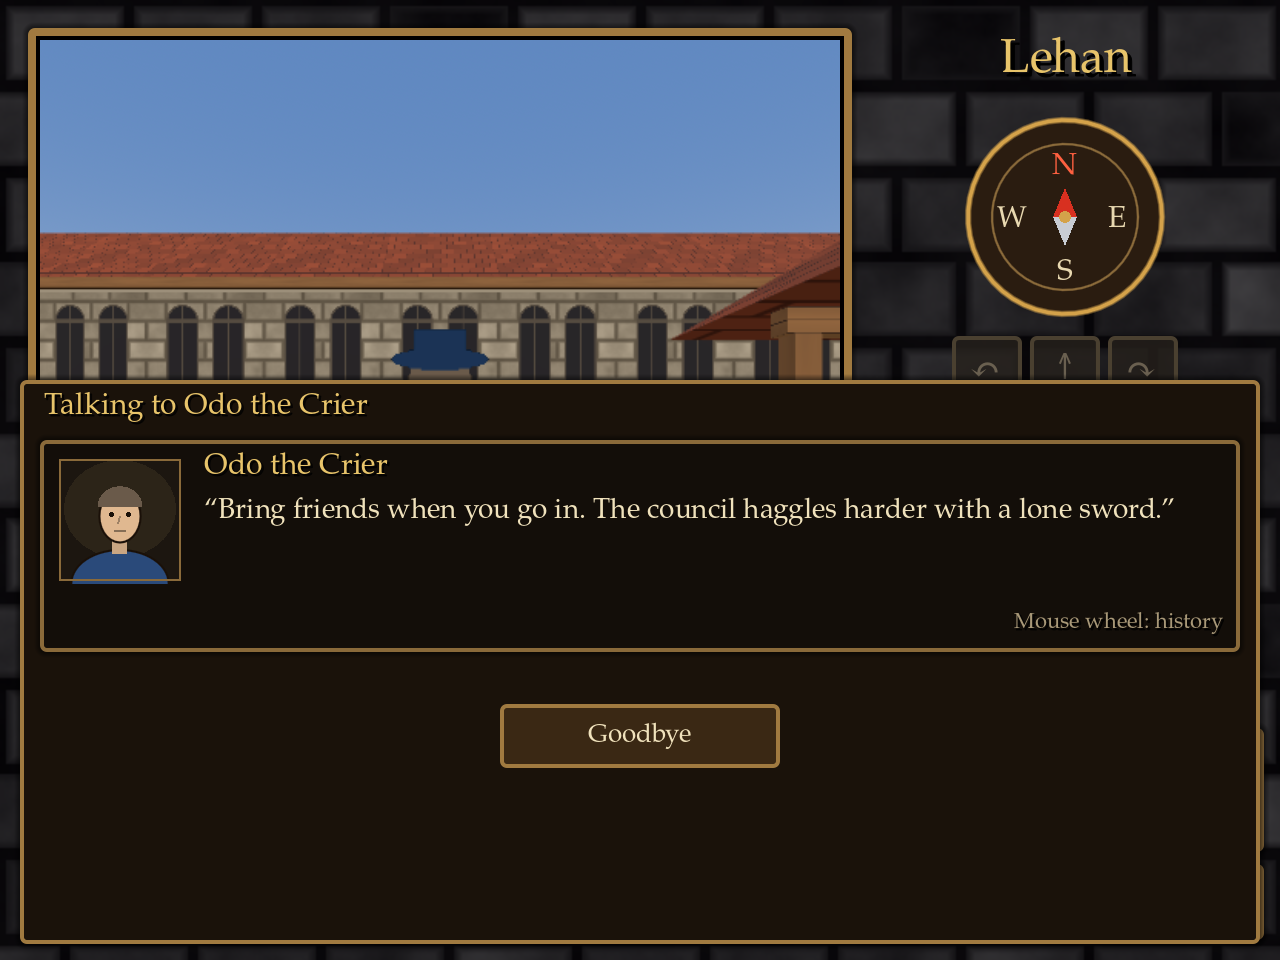 Lehan
N
W E
S
Talking to Odo the Crier
Odo the Crier
“Bring friends when you go in. The council haggles harder with a lone sword.”
Mouse wheel: history
Goodbye